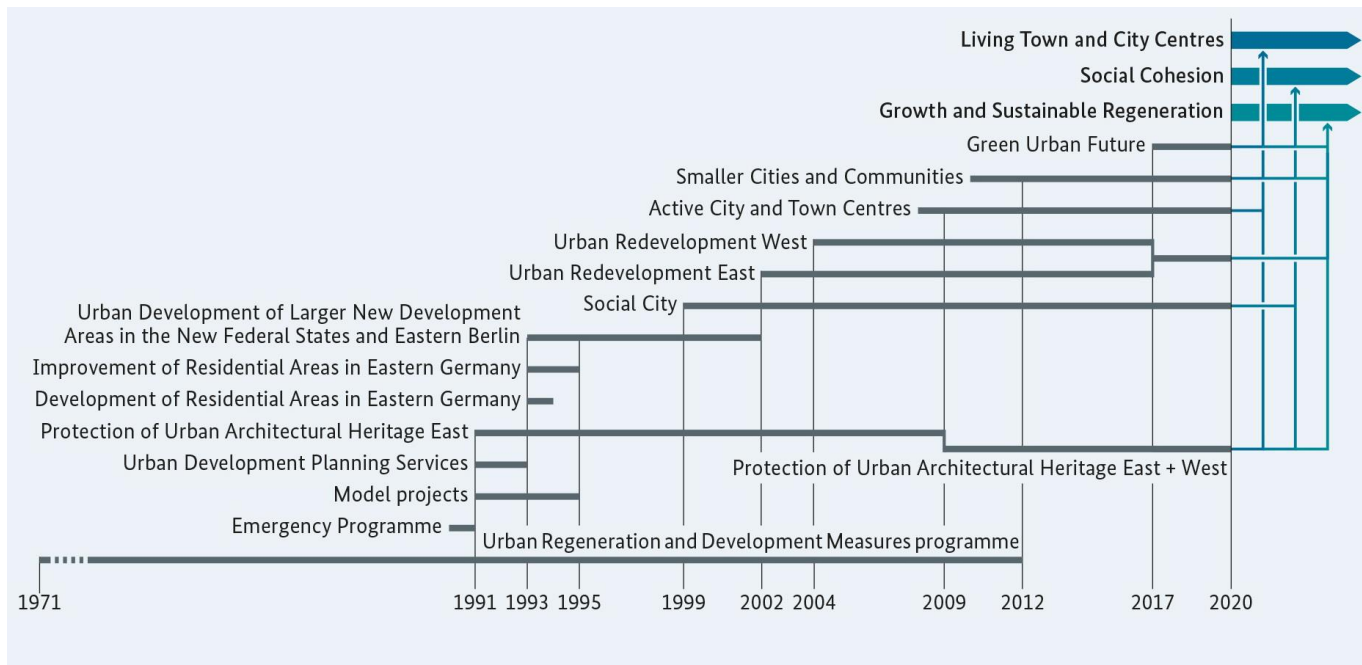 Living Town and City Centres
Social Cohesion
Growth and Sustainable Regeneration
Green Urban Future
Smaller Cities and Communities
Active City and Town Centres
Urban Redevelopment West
Urban Redevelopment East
Social City
Urban Development of Larger New Development
Areas in the New Federal States and Eastern Berlin
Improvement of Residential Areas in Eastern Germany
Development of Residential Areas in Eastern Germany
Protection of Urban Architectural Heritage East
Urban Development Planning Services
Protection of Urban Architectural Heritage East + West
Model projects
Emergency Programme
Urban Regeneration and Development Measures programme
1971 1991 1993 1995 1999 2002 2004 2009 2012 2017 2020